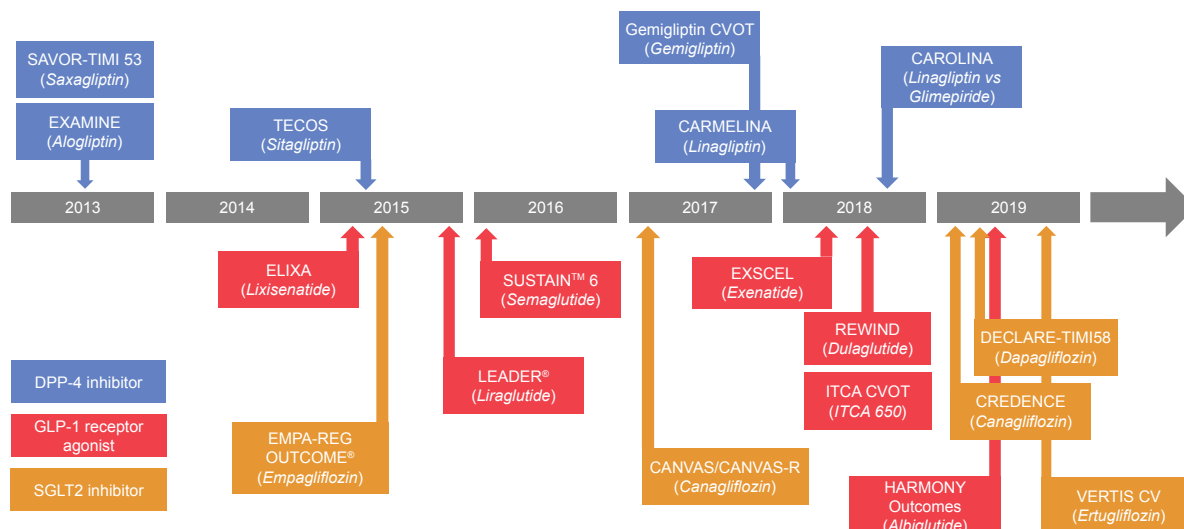 SAVOR-TIMI 53
(Saxagliptin)
EXAMINE
(Alogliptin)
TECOS
(Sitagliptin)
Gemigliptin CVOT
(Gemigliptin)
CARMELINA
(Linagliptin)
CAROLINA
(Linagliptin vs
Glimepiride)
2013
2014
2015
2016
2017
2018
2019
ELIXA
(Lixisenatide)
SUSTAIN™ 6
(Semaglutide)
EXSCEL
(Exenatide)
REWIND
(Dulaglutide)
DECLARE-TIMI58
(Dapagliflozin)
LEADER®
(Liraglutide)
ITCA CVOT
(ITCA 650)
CREDENCE
(Canagliflozin)
EMPA-REG
OUTCOME®
(Empagliflozin)
CANVAS/CANVAS-R
(Canagliflozin)
HARMONY
Outcomes
(Albiglutide)
VERTIS CV
(Ertugliflozin)
DPP-4 inhibitor
GLP-1 receptor
agonist
SGLT2 inhibitor